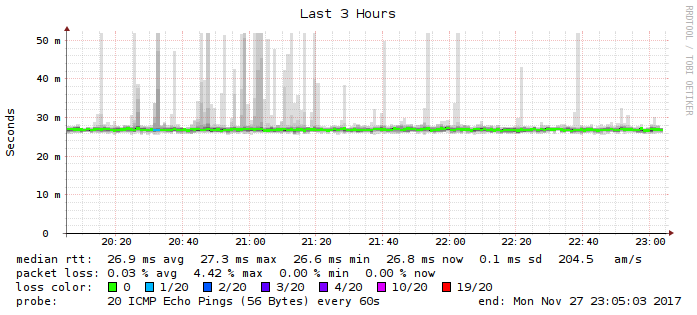 Last 3 Hours
RRDTOOL / TOBI OETIKER
Seconds
50 m
40 m
30 m
20 m
10 m
0
20:20 20:40 21:00 21:20 21:40 22:00 22:20 22:40 23:00
median rtt: 26.9 ms avg 27.3 ms max 26.6 ms min 26.8 ms now 0.1 ms sd 204.5 am/s
packet loss: 0.03 % avg 4.42 % max 0.00 % min 0.00 % now
loss color: 0 1/20 2/20 3/20 4/20 10/20 19/20
probe: 20 ICMP Echo Pings (56 Bytes) every 60s end: Mon Nov 27 23:05:03 2017